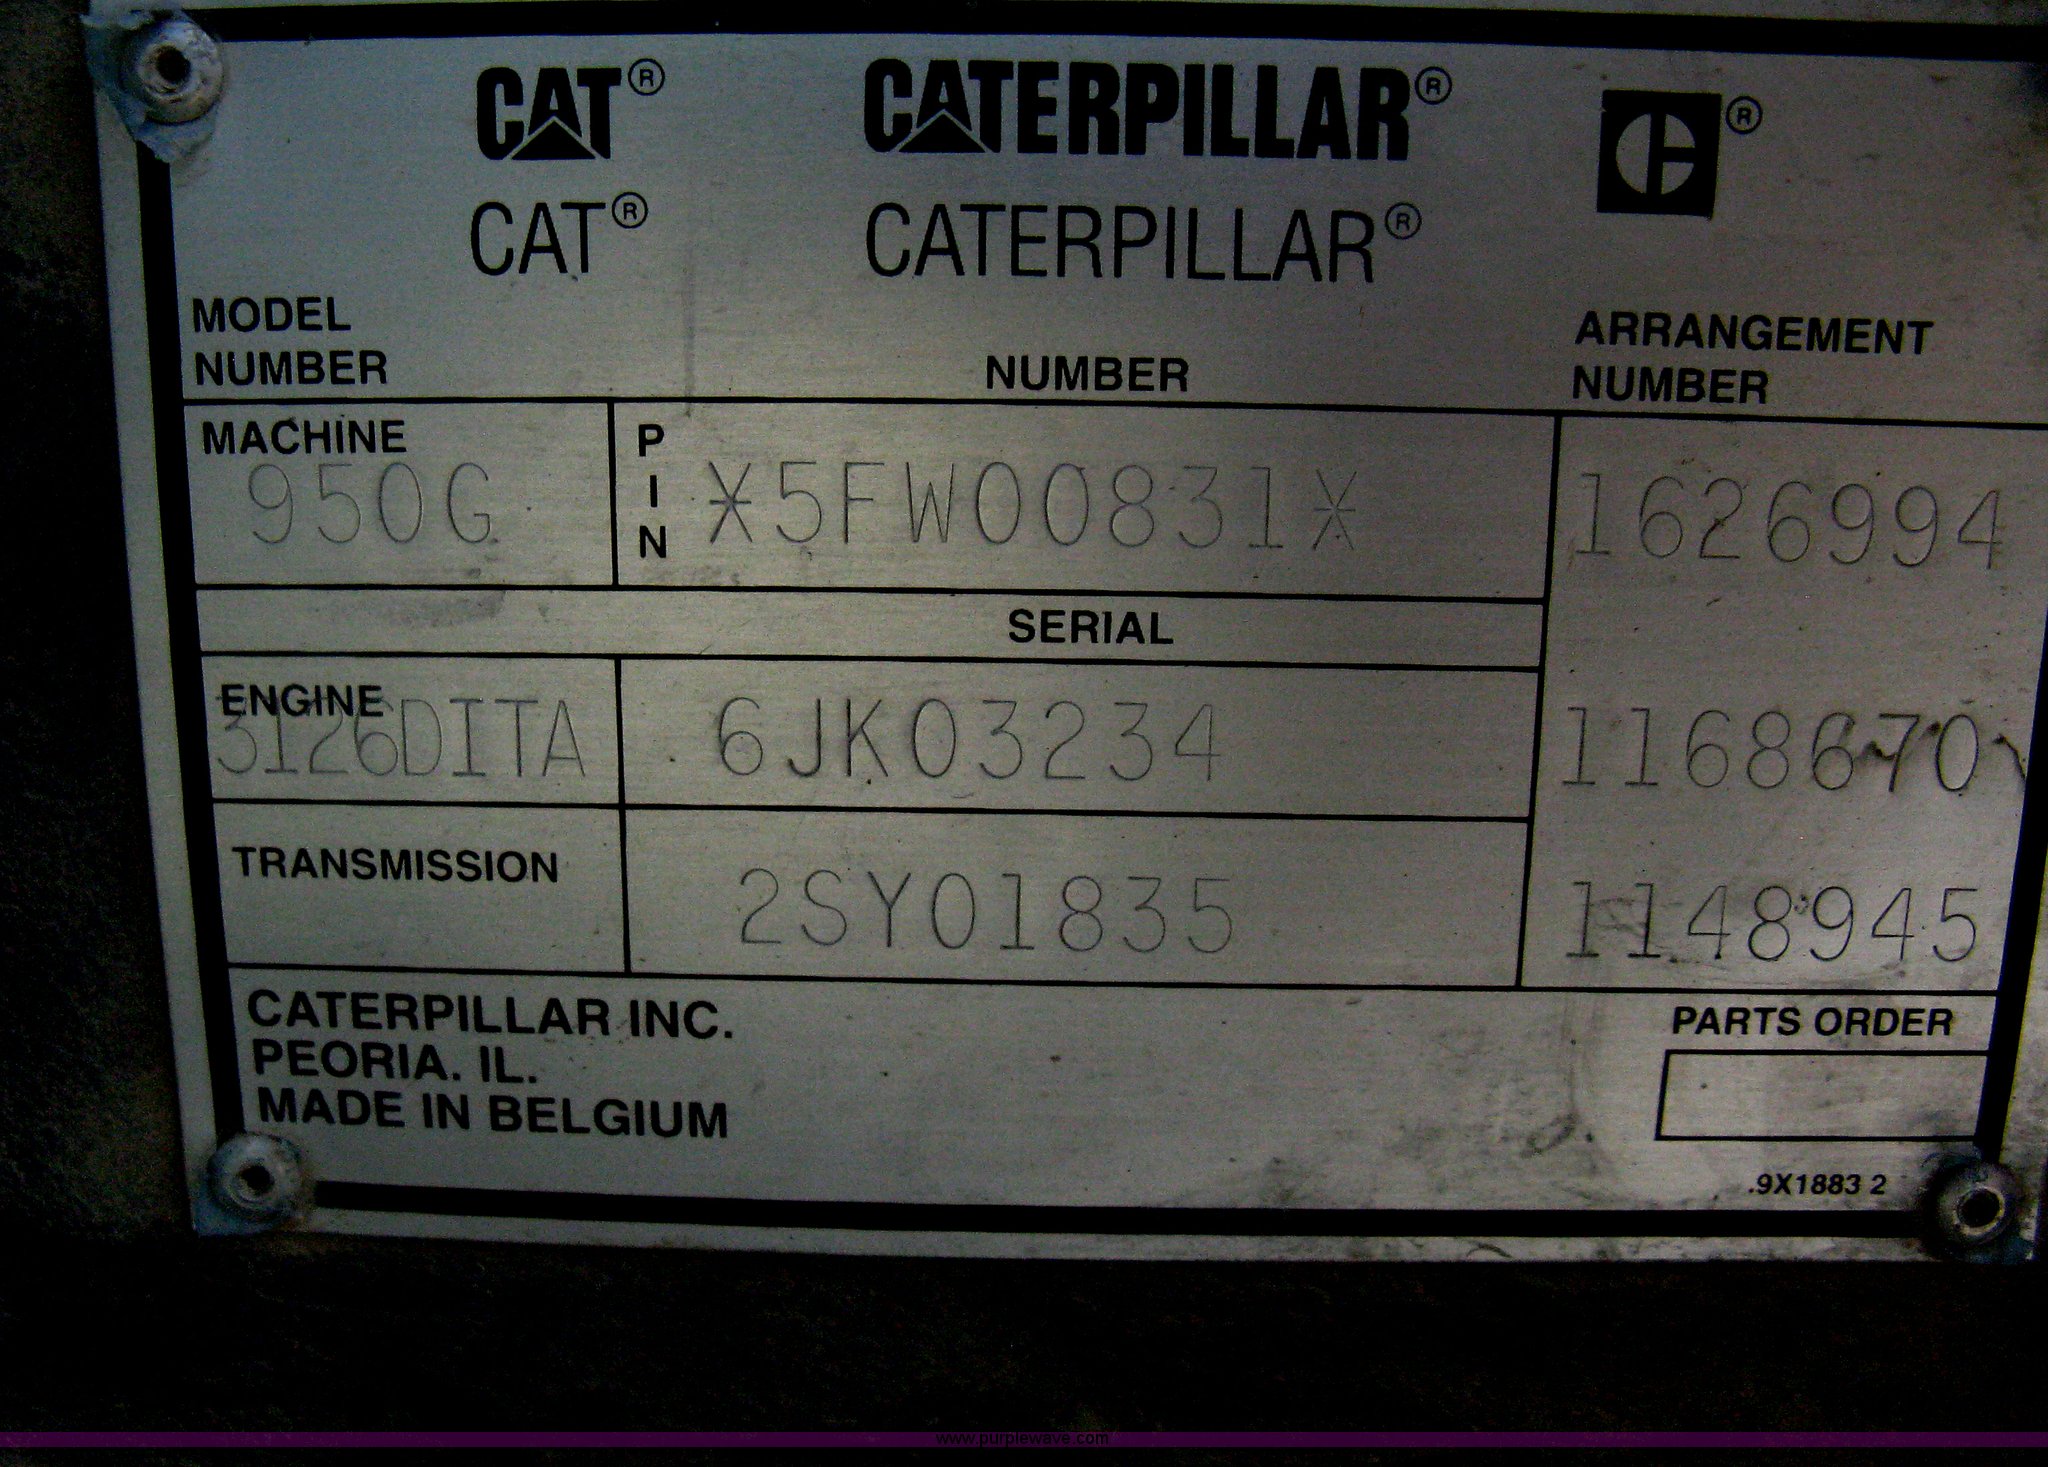 CAT® CATERPILLAR® ®
CAT® CATERPILLAR®
MODEL NUMBER
NUMBER
ARRANGEMENT NUMBER
MACHINE
950G
PIN
*5FW00831*
1626994
SERIAL
ENGINE
3126DITA
6JK03234
1168670
TRANSMISSION
2SY01835
1148945
CATERPILLAR INC.
PEORIA. IL.
MADE IN BELGIUM
PARTS ORDER
.9X1883 2
www.purplewave.com